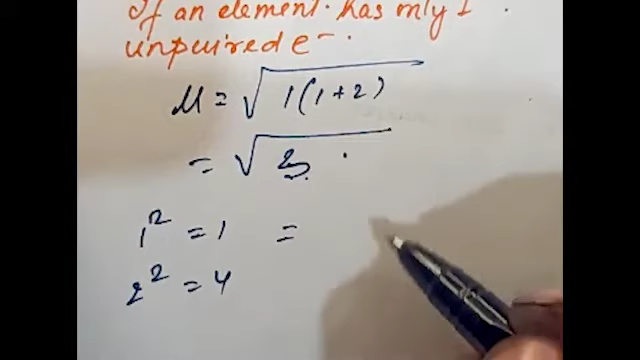 If an element has only 1
unpaired e⁻.
μ = √1(1+2)
= √3.
1² = 1 =
2² = 4